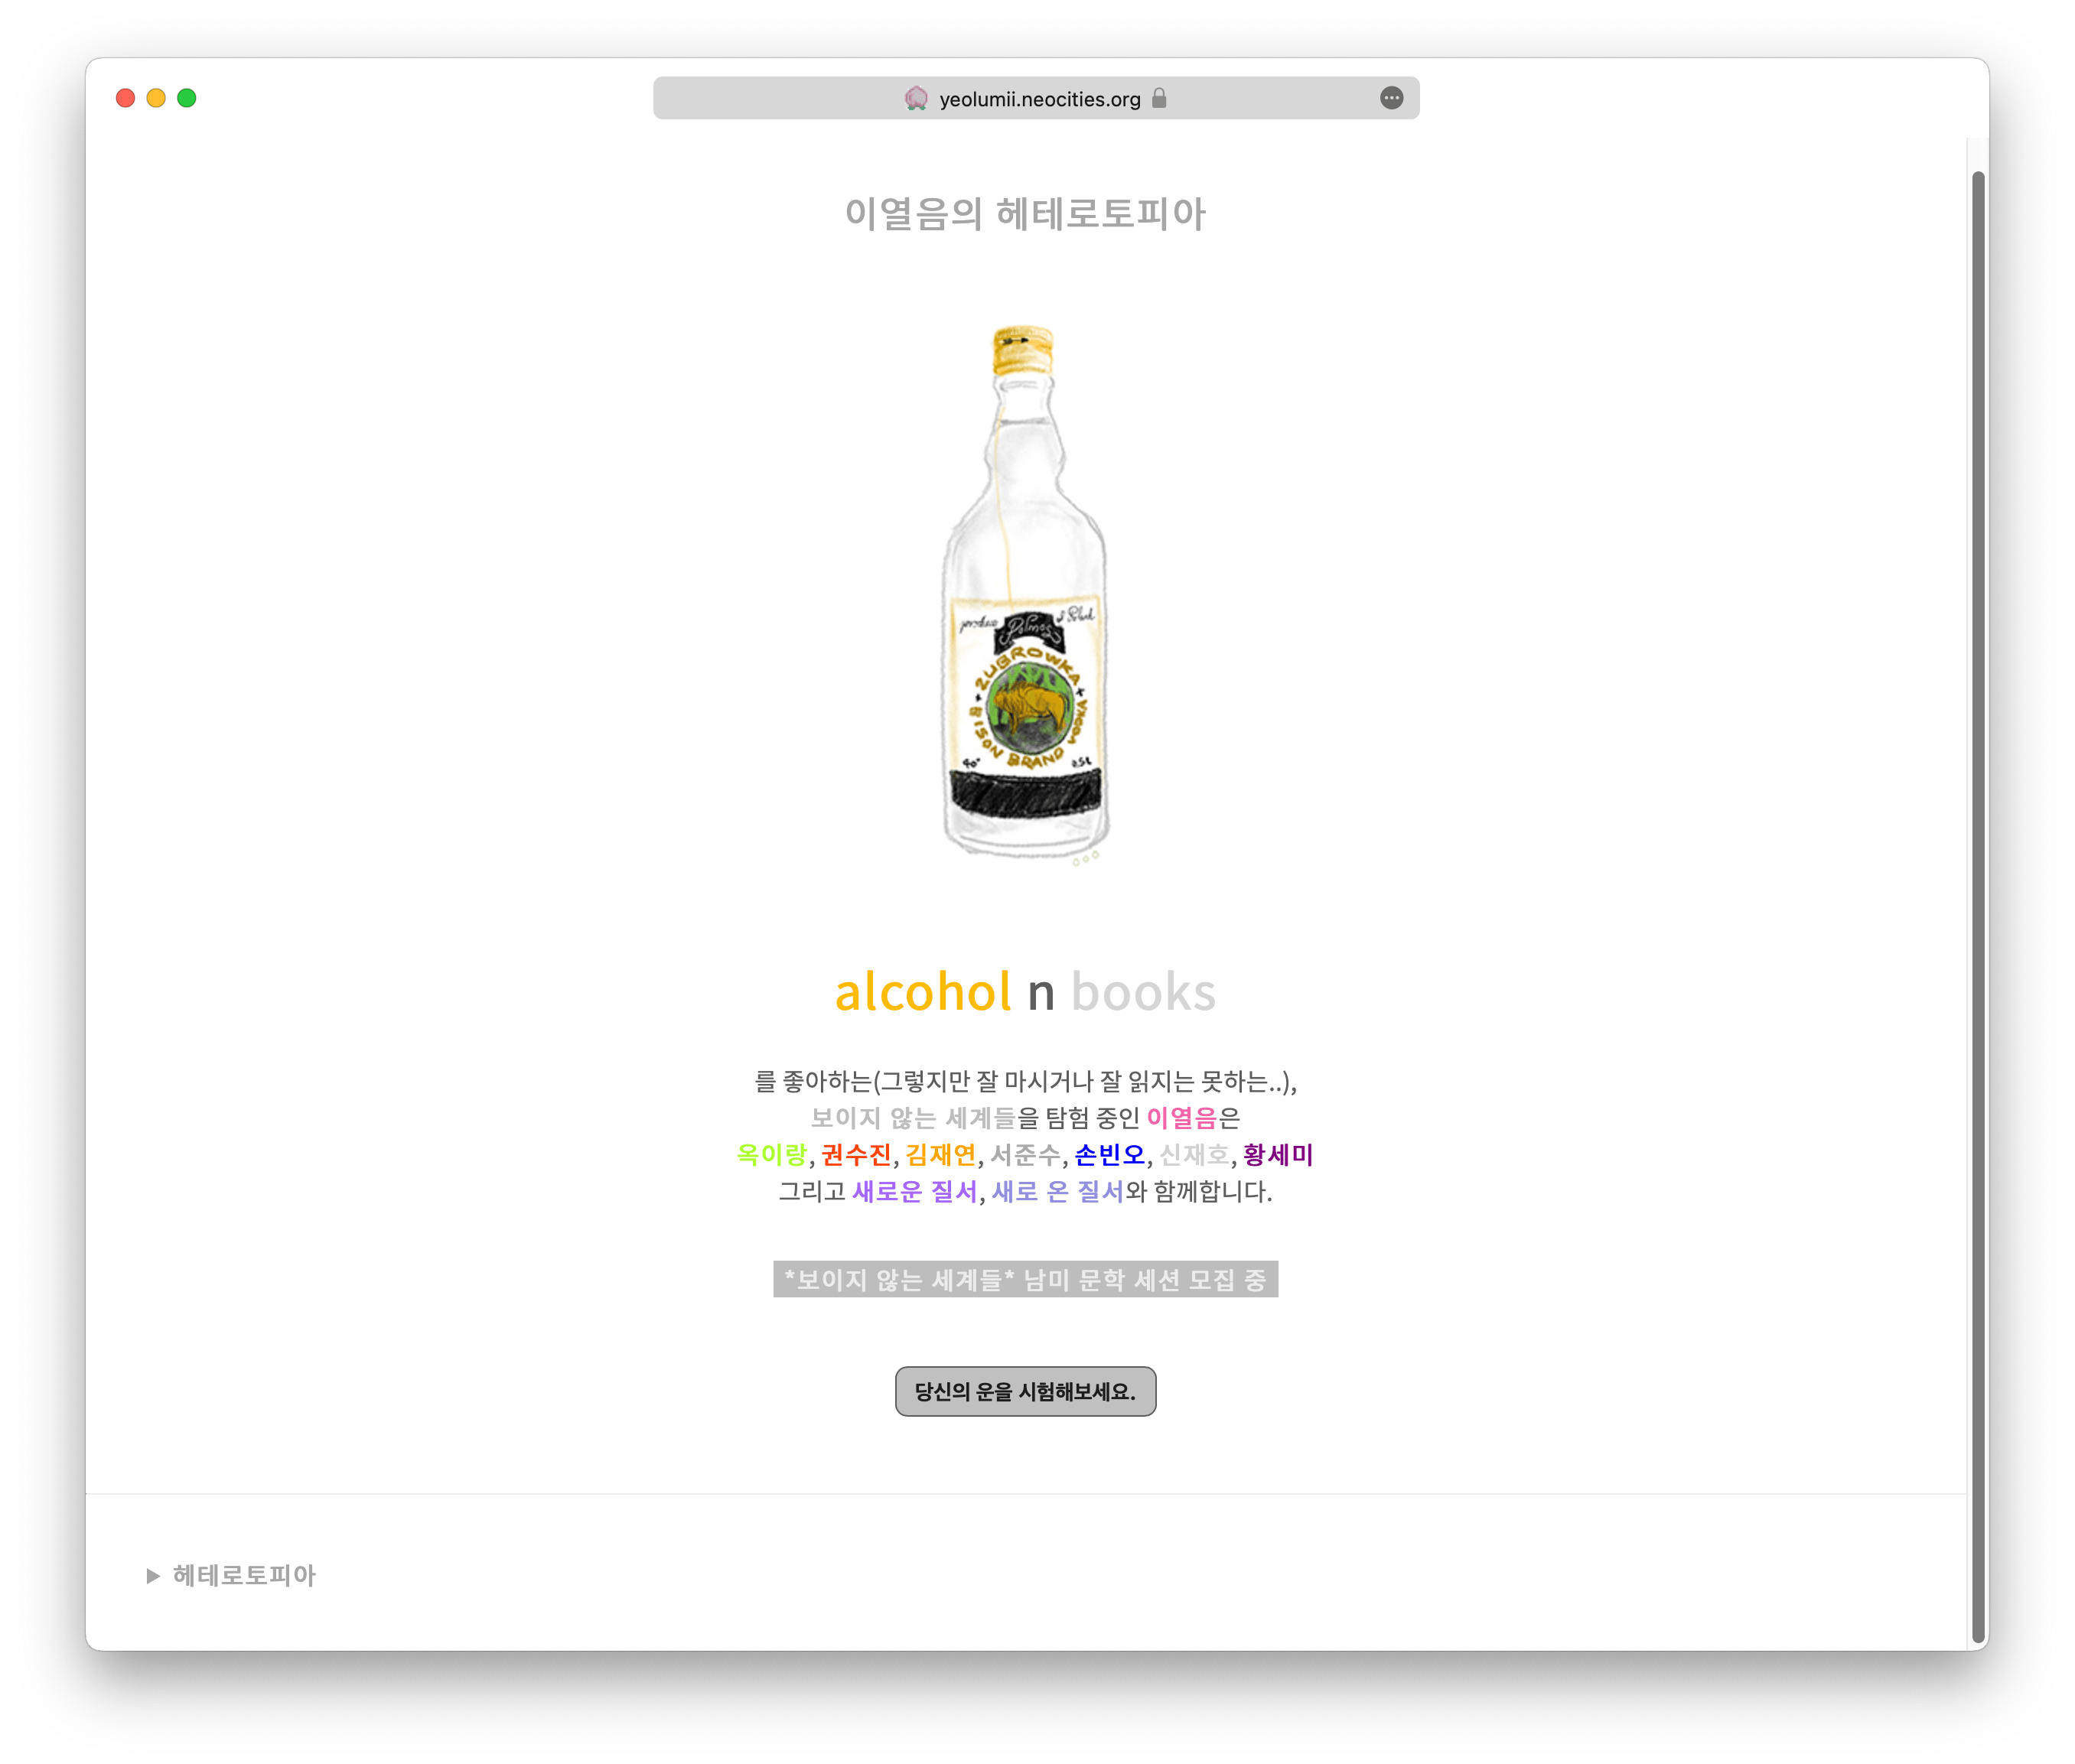 yeolumii.neocities.org
이열음의 헤테로토피아
Polmos
ZUBROWKA
BISON BRAND VODKA
40° 0.5L
alcohol n books
를 좋아하는(그렇지만 잘 마시거나 잘 읽지는 못하는..),
보이지 않는 세계들을 탐험 중인 이열음은
옥이랑, 권수진, 김재연, 서준수, 손빈오, 신재호, 황세미
그리고 새로운 질서, 새로 온 질서와 함께합니다.
*보이지 않는 세계들* 남미 문학 세션 모집 중
당신의 운을 시험해보세요.
▶ 헤테로토피아